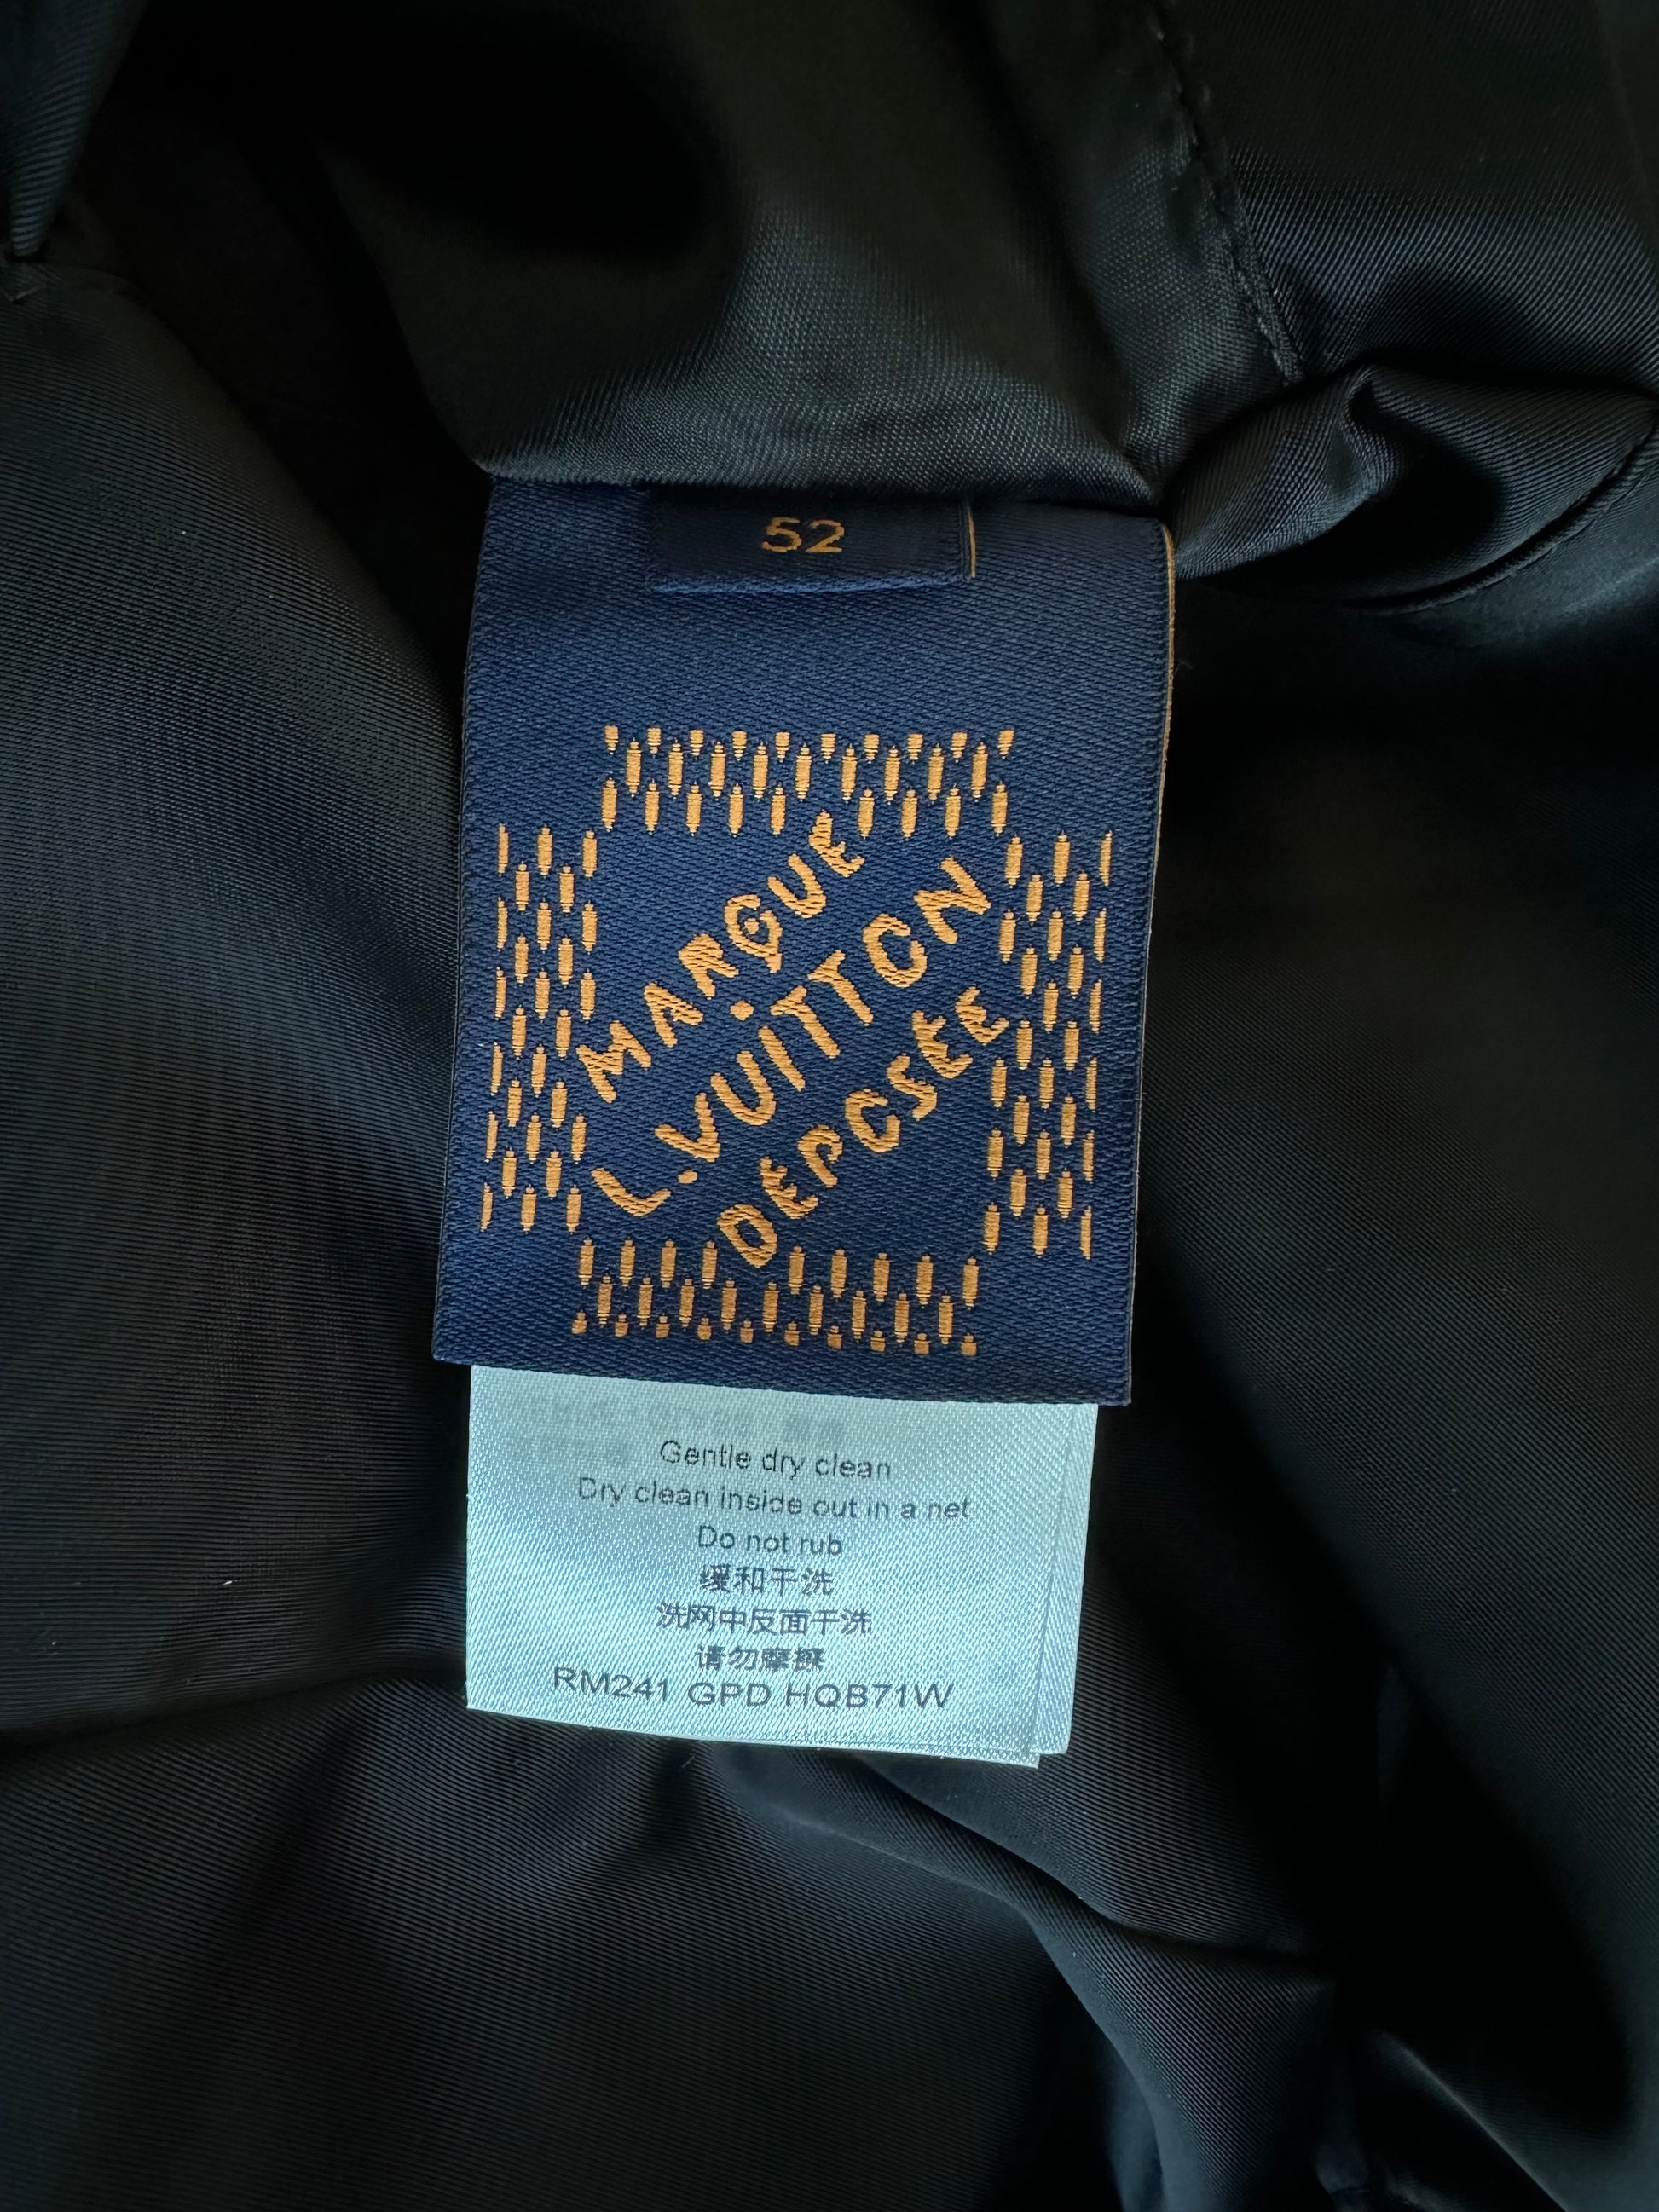 52
MARQUE
L.VUiTTON
DÉPOSÉE
Gentle dry clean
Dry clean inside out in a net
Do not rub
缓和干洗
洗网中反面干洗
请勿摩擦
RM241 GPD HQB71W